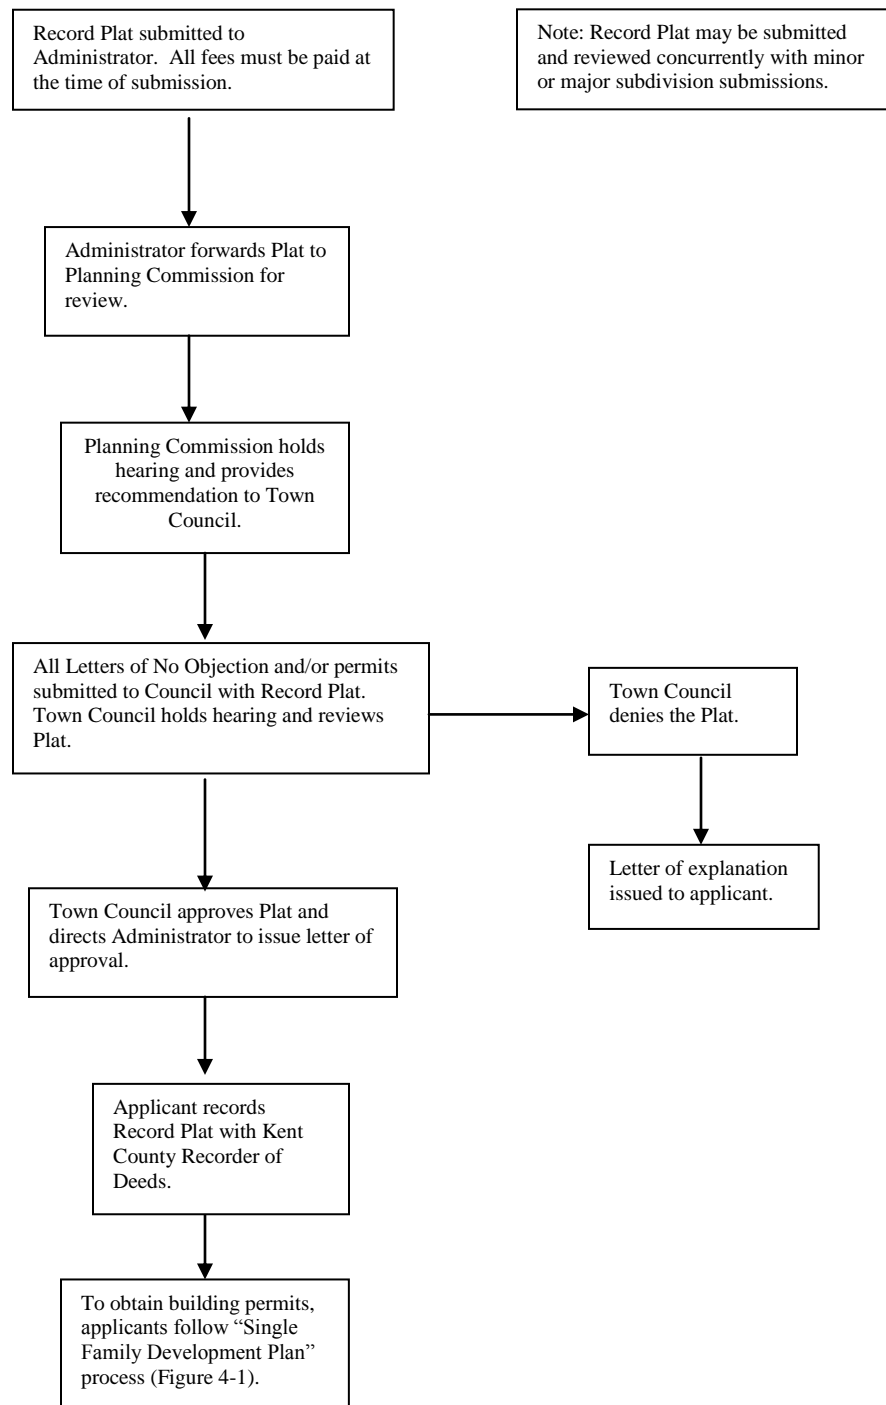 Record Plat submitted to
Administrator.  All fees must be paid at
the time of submission.
Note: Record Plat may be submitted
and reviewed concurrently with minor
or major subdivision submissions.
Administrator forwards Plat to
Planning Commission for
review.
Planning Commission holds
hearing and provides
recommendation to Town
Council.
All Letters of No Objection and/or permits
submitted to Council with Record Plat.
Town Council holds hearing and reviews
Plat.
Town Council
denies the Plat.
Letter of explanation
issued to applicant.
Town Council approves Plat and
directs Administrator to issue letter of
approval.
Applicant records
Record Plat with Kent
County Recorder of
Deeds.
To obtain building permits,
applicants follow “Single
Family Development Plan”
process (Figure 4-1).